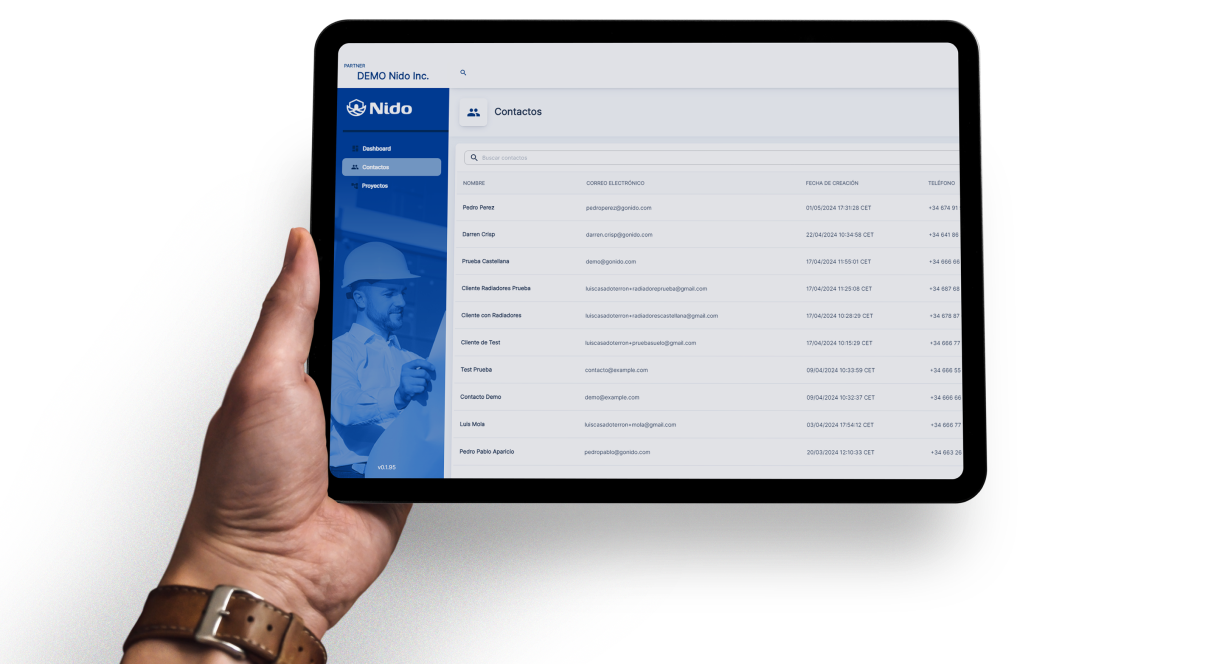 PARTNER
DEMO Nido Inc.
Nido
Contactos
Dashboard
Contactos
Proyectos
v0.1.95
Buscar contactos
NOMBRE CORREO ELECTRÓNICO FECHA DE CREACIÓN TELÉFONO
Pedro Perez pedroperez@gonido.com 01/05/2024 17:31:28 CET +34 674 91
Darren Crisp darren.crisp@gonido.com 22/04/2024 10:34:58 CET +34 641 86
Prueba Castellana demo@gonido.com 17/04/2024 11:55:01 CET +34 666 66
Cliente Radiadores Prueba luiscasadoterron+radiadoreprueba@gmail.com 17/04/2024 11:25:08 CET +34 687 68
Cliente con Radiadores luiscasadoterron+radiadorescastellana@gmail.com 17/04/2024 10:28:29 CET +34 678 87
Cliente de Test luiscasadoterron+pruebasuelo@gmail.com 17/04/2024 10:15:29 CET +34 666 77
Test Prueba contacto@example.com 09/04/2024 10:33:59 CET +34 666 55
Contacto Demo demo@example.com 09/04/2024 10:32:37 CET +34 666 66
Luis Mola luiscasadoterron+mola@gmail.com 03/04/2024 17:54:12 CET +34 666 77
Pedro Pablo Aparicio pedropablo@gonido.com 20/03/2024 12:10:33 CET +34 663 26